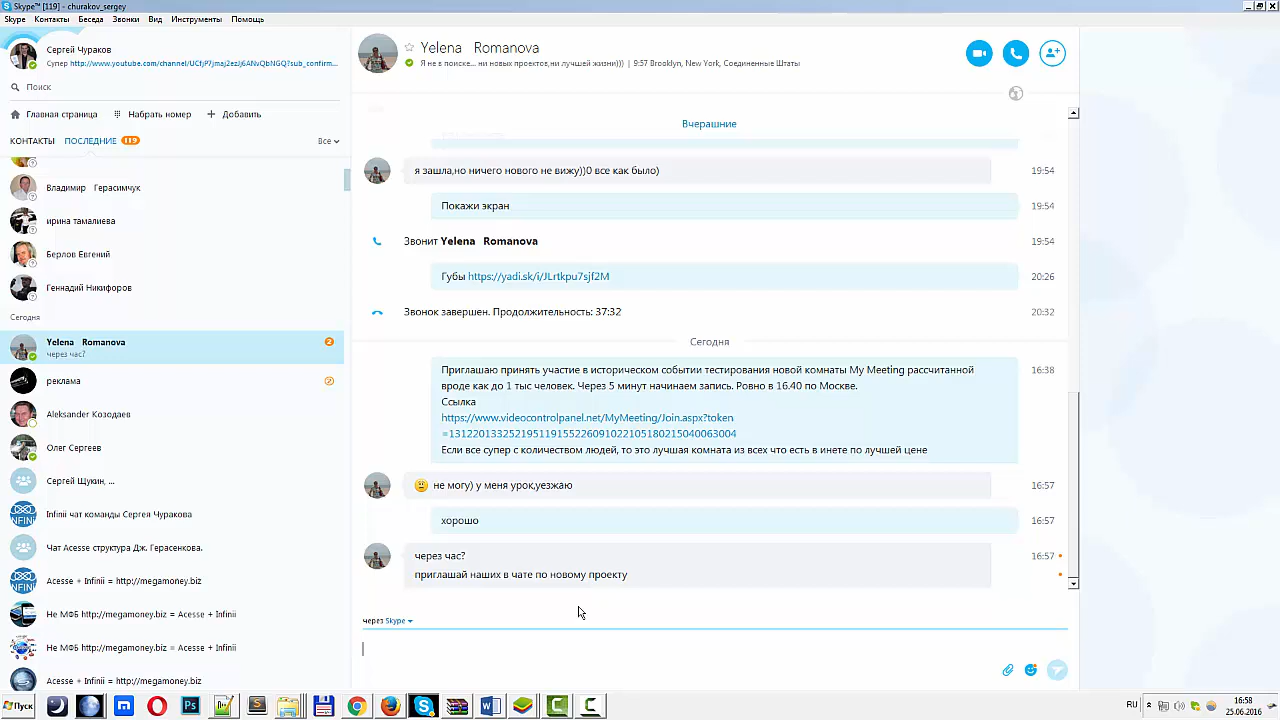 Skype™ [119] - churakov_sergey
Skype Контакты Беседа Звонки Вид Инструменты Помощь
Сергей Чураков
Супер http://www.youtube.com/channel/UCfjP7jmaj2ezJj6ANvQbNGQ?sub_confirm...
Поиск
Главная страница Набрать номер Добавить
КОНТАКТЫ ПОСЛЕДНИЕ 119 Все
Владимир Герасимчук
ирина тамалиева
Берлов Евгений
Геннадий Никифоров
Сегодня
Yelena Romanova 2
через час?
реклама
Aleksander Козодаев
Олег Сергеев
Сергей Щукин, ...
Infinii чат команды Сергея Чуракова
Чат Acesse структура Дж. Герасенкова.
Acesse + Infinii = http://megamoney.biz
Не МФБ http://megamoney.biz = Acesse + Infinii
Не МФБ http://megamoney.biz = Acesse + Infinii
Acesse + Infinii = http://megamoney.biz
Yelena Romanova
Я не в поиске... ни новых проектов,ни лучшей жизни))) | 9:57 Brooklyn, New York, Соединенные Штаты
Вчерашние
я зашла,но ничего нового не вижу))0 все как было) 19:54
Покажи экран 19:54
Звонит Yelena Romanova 19:54
Губы https://yadi.sk/i/JLrtkpu7sjf2M 20:26
Звонок завершен. Продолжительность: 37:32 20:32
Сегодня
Приглашаю принять участие в историческом событии тестирования новой комнаты My Meeting рассчитанной 16:38
вроде как до 1 тыс человек. Через 5 минут начинаем запись. Ровно в 16.40 по Москве.
Ссылка
https://www.videocontrolpanel.net/MyMeeting/Join.aspx?token
=13122013325219511915522609102210518021504006300​4
Если все супер с количеством людей, то это лучшая комната из всех что есть в инете по лучшей цене
не могу) у меня урок,уезжаю 16:57
хорошо 16:57
через час? 16:57
приглашай наших в чате по новому проекту
через Skype
Пуск
RU 16:58
25.06.2016